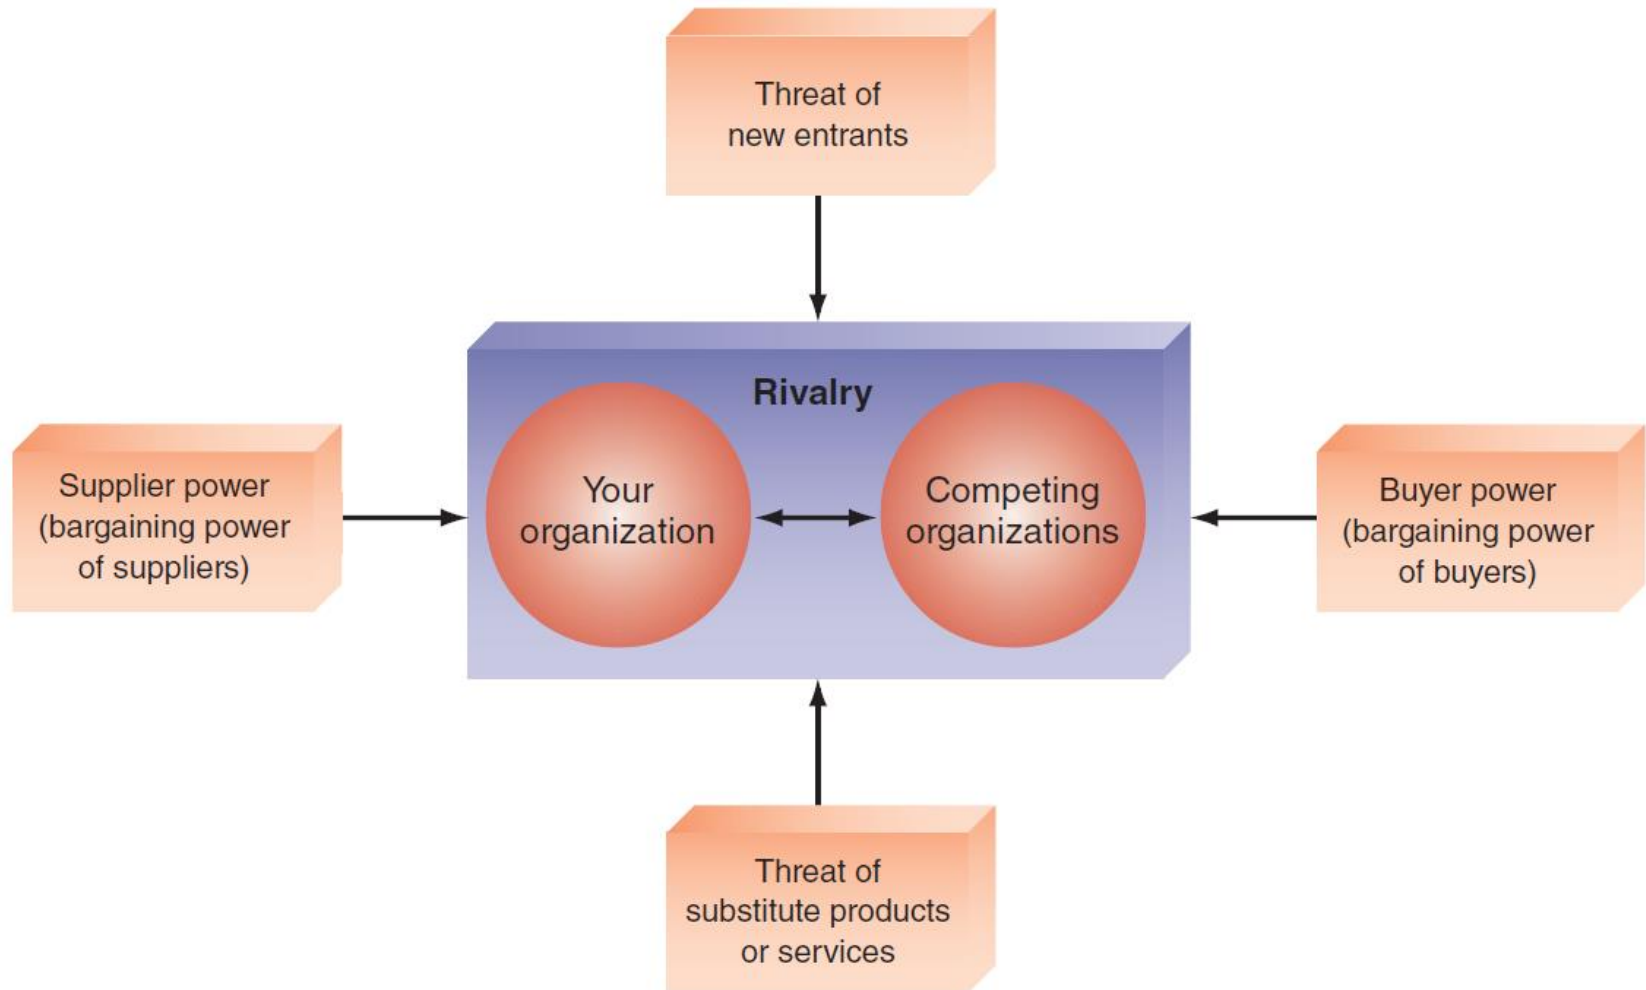 Threat of
new entrants
Rivalry
Supplier power
(bargaining power
of suppliers)
Your
organization
Competing
organizations
Buyer power
(bargaining power
of buyers)
Threat of
substitute products
or services